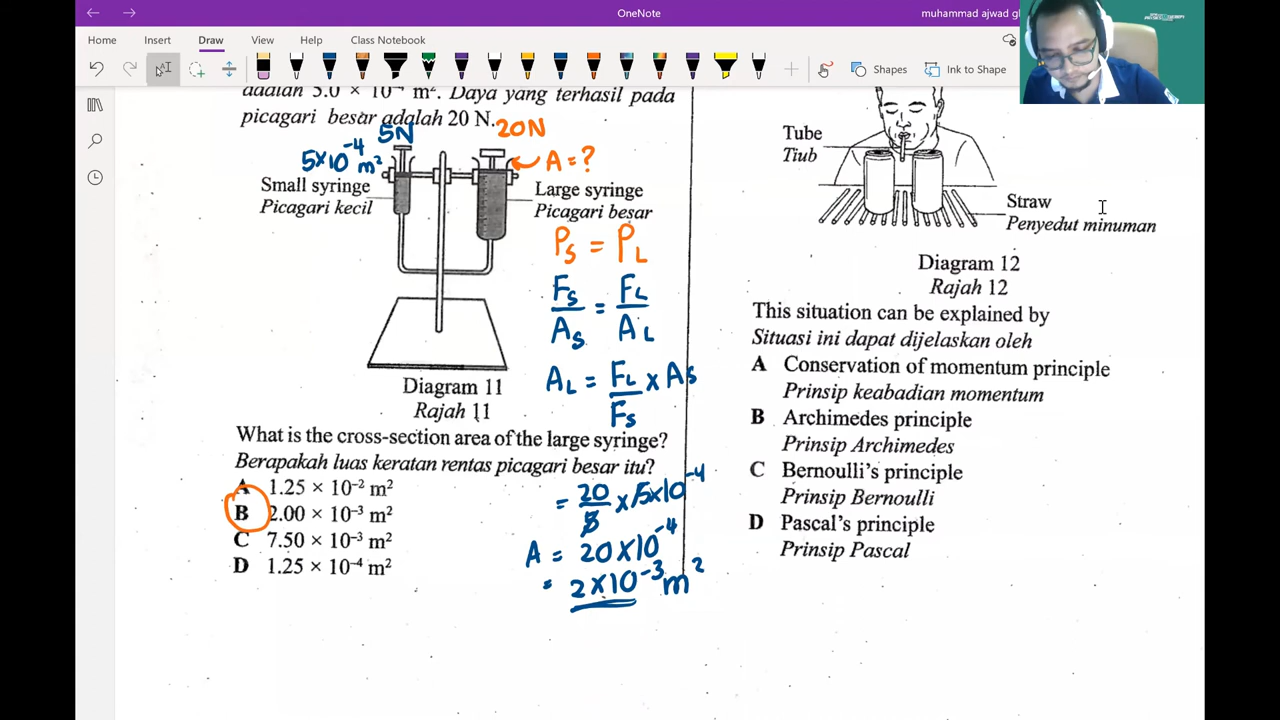 OneNote
muhammad ajwad gh
Home Insert Draw View Help Class Notebook
Shapes Ink to Shape
adalah 5.0 × 10⁻⁴ m². Daya yang terhasil pada
picagari besar adalah 20 N.
5N
20N
5×10⁻⁴ m²
A = ?
Small syringe
Picagari kecil
Large syringe
Picagari besar
Pₛ = P_L
Fₛ/Aₛ = F_L/A_L
A_L = F_L/Fₛ × Aₛ
Diagram 11
Rajah 11
What is the cross-section area of the large syringe?
Berapakah luas keratan rentas picagari besar itu?
A 1.25 × 10⁻² m²
B 2.00 × 10⁻³ m²
C 7.50 × 10⁻³ m²
D 1.25 × 10⁻⁴ m²
= 20/5 × 5×10⁻⁴
A = 20×10⁻⁴
= 2×10⁻³ m²
Tube
Tiub
Straw
Penyedut minuman
Diagram 12
Rajah 12
This situation can be explained by
Situasi ini dapat dijelaskan oleh
A Conservation of momentum principle
Prinsip keabadian momentum
B Archimedes principle
Prinsip Archimedes
C Bernoulli's principle
Prinsip Bernoulli
D Pascal's principle
Prinsip Pascal